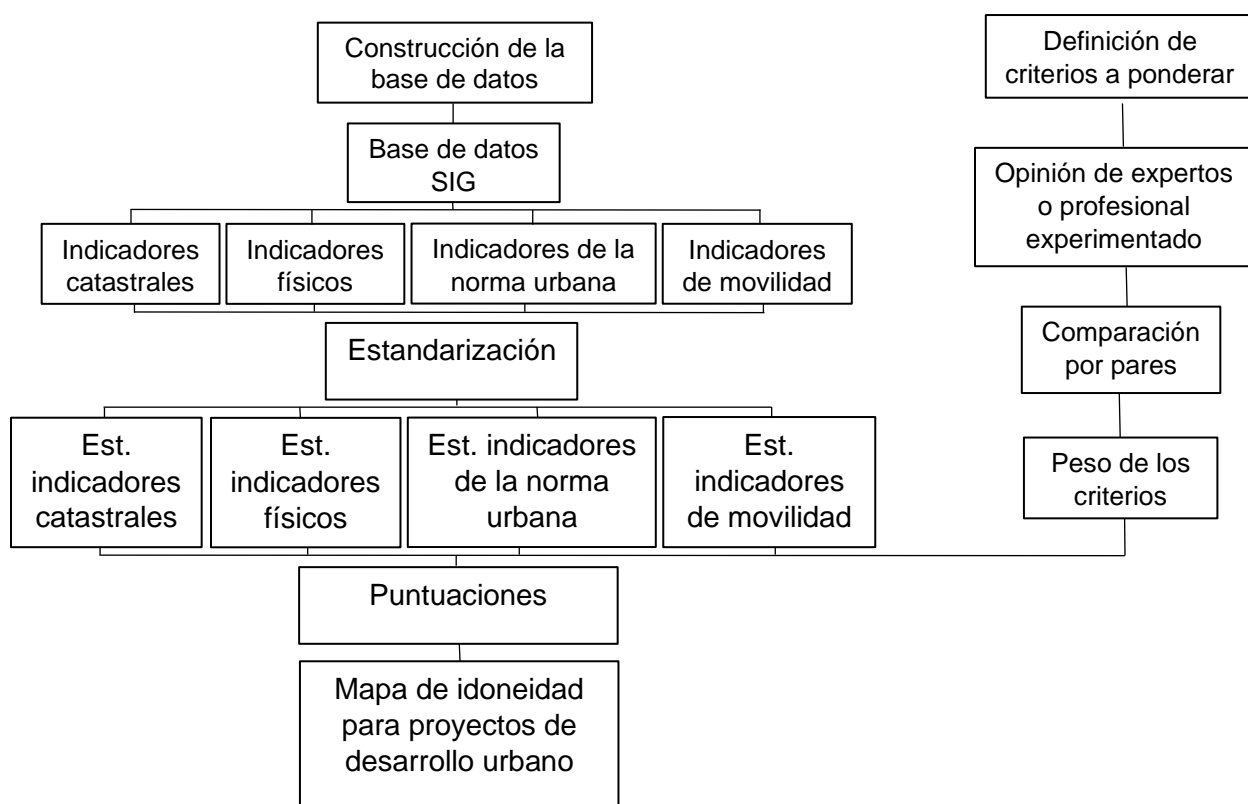 Construcción de la
base de datos
Definición de
criterios a ponderar
Base de datos
SIG
Opinión de expertos
o profesional
experimentado
Indicadores
catastrales
Indicadores
físicos
Indicadores de la
norma urbana
Indicadores
de movilidad
Estandarización
Comparación
por pares
Est.
indicadores
catastrales
Est.
indicadores
físicos
Est. indicadores
de la norma
urbana
Est.
indicadores
de movilidad
Peso de los
criterios
Puntuaciones
Mapa de idoneidad
para proyectos de
desarrollo urbano